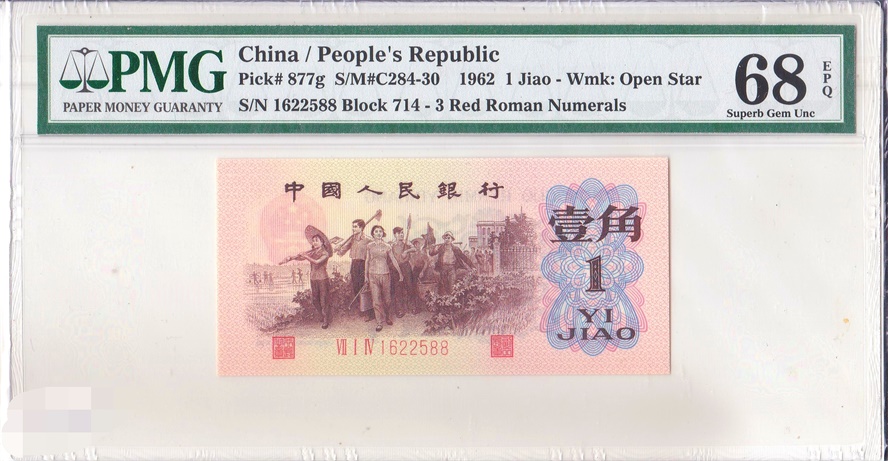 PMG
PAPER MONEY GUARANTY
China / People's Republic
Pick# 877g S/M#C284-30 1962 1 Jiao - Wmk: Open Star
S/N 1622588 Block 714 - 3 Red Roman Numerals
68
EPQ
Superb Gem Unc
中國人民銀行
壹角
1
YI
JIAO
VII I IV 1622588